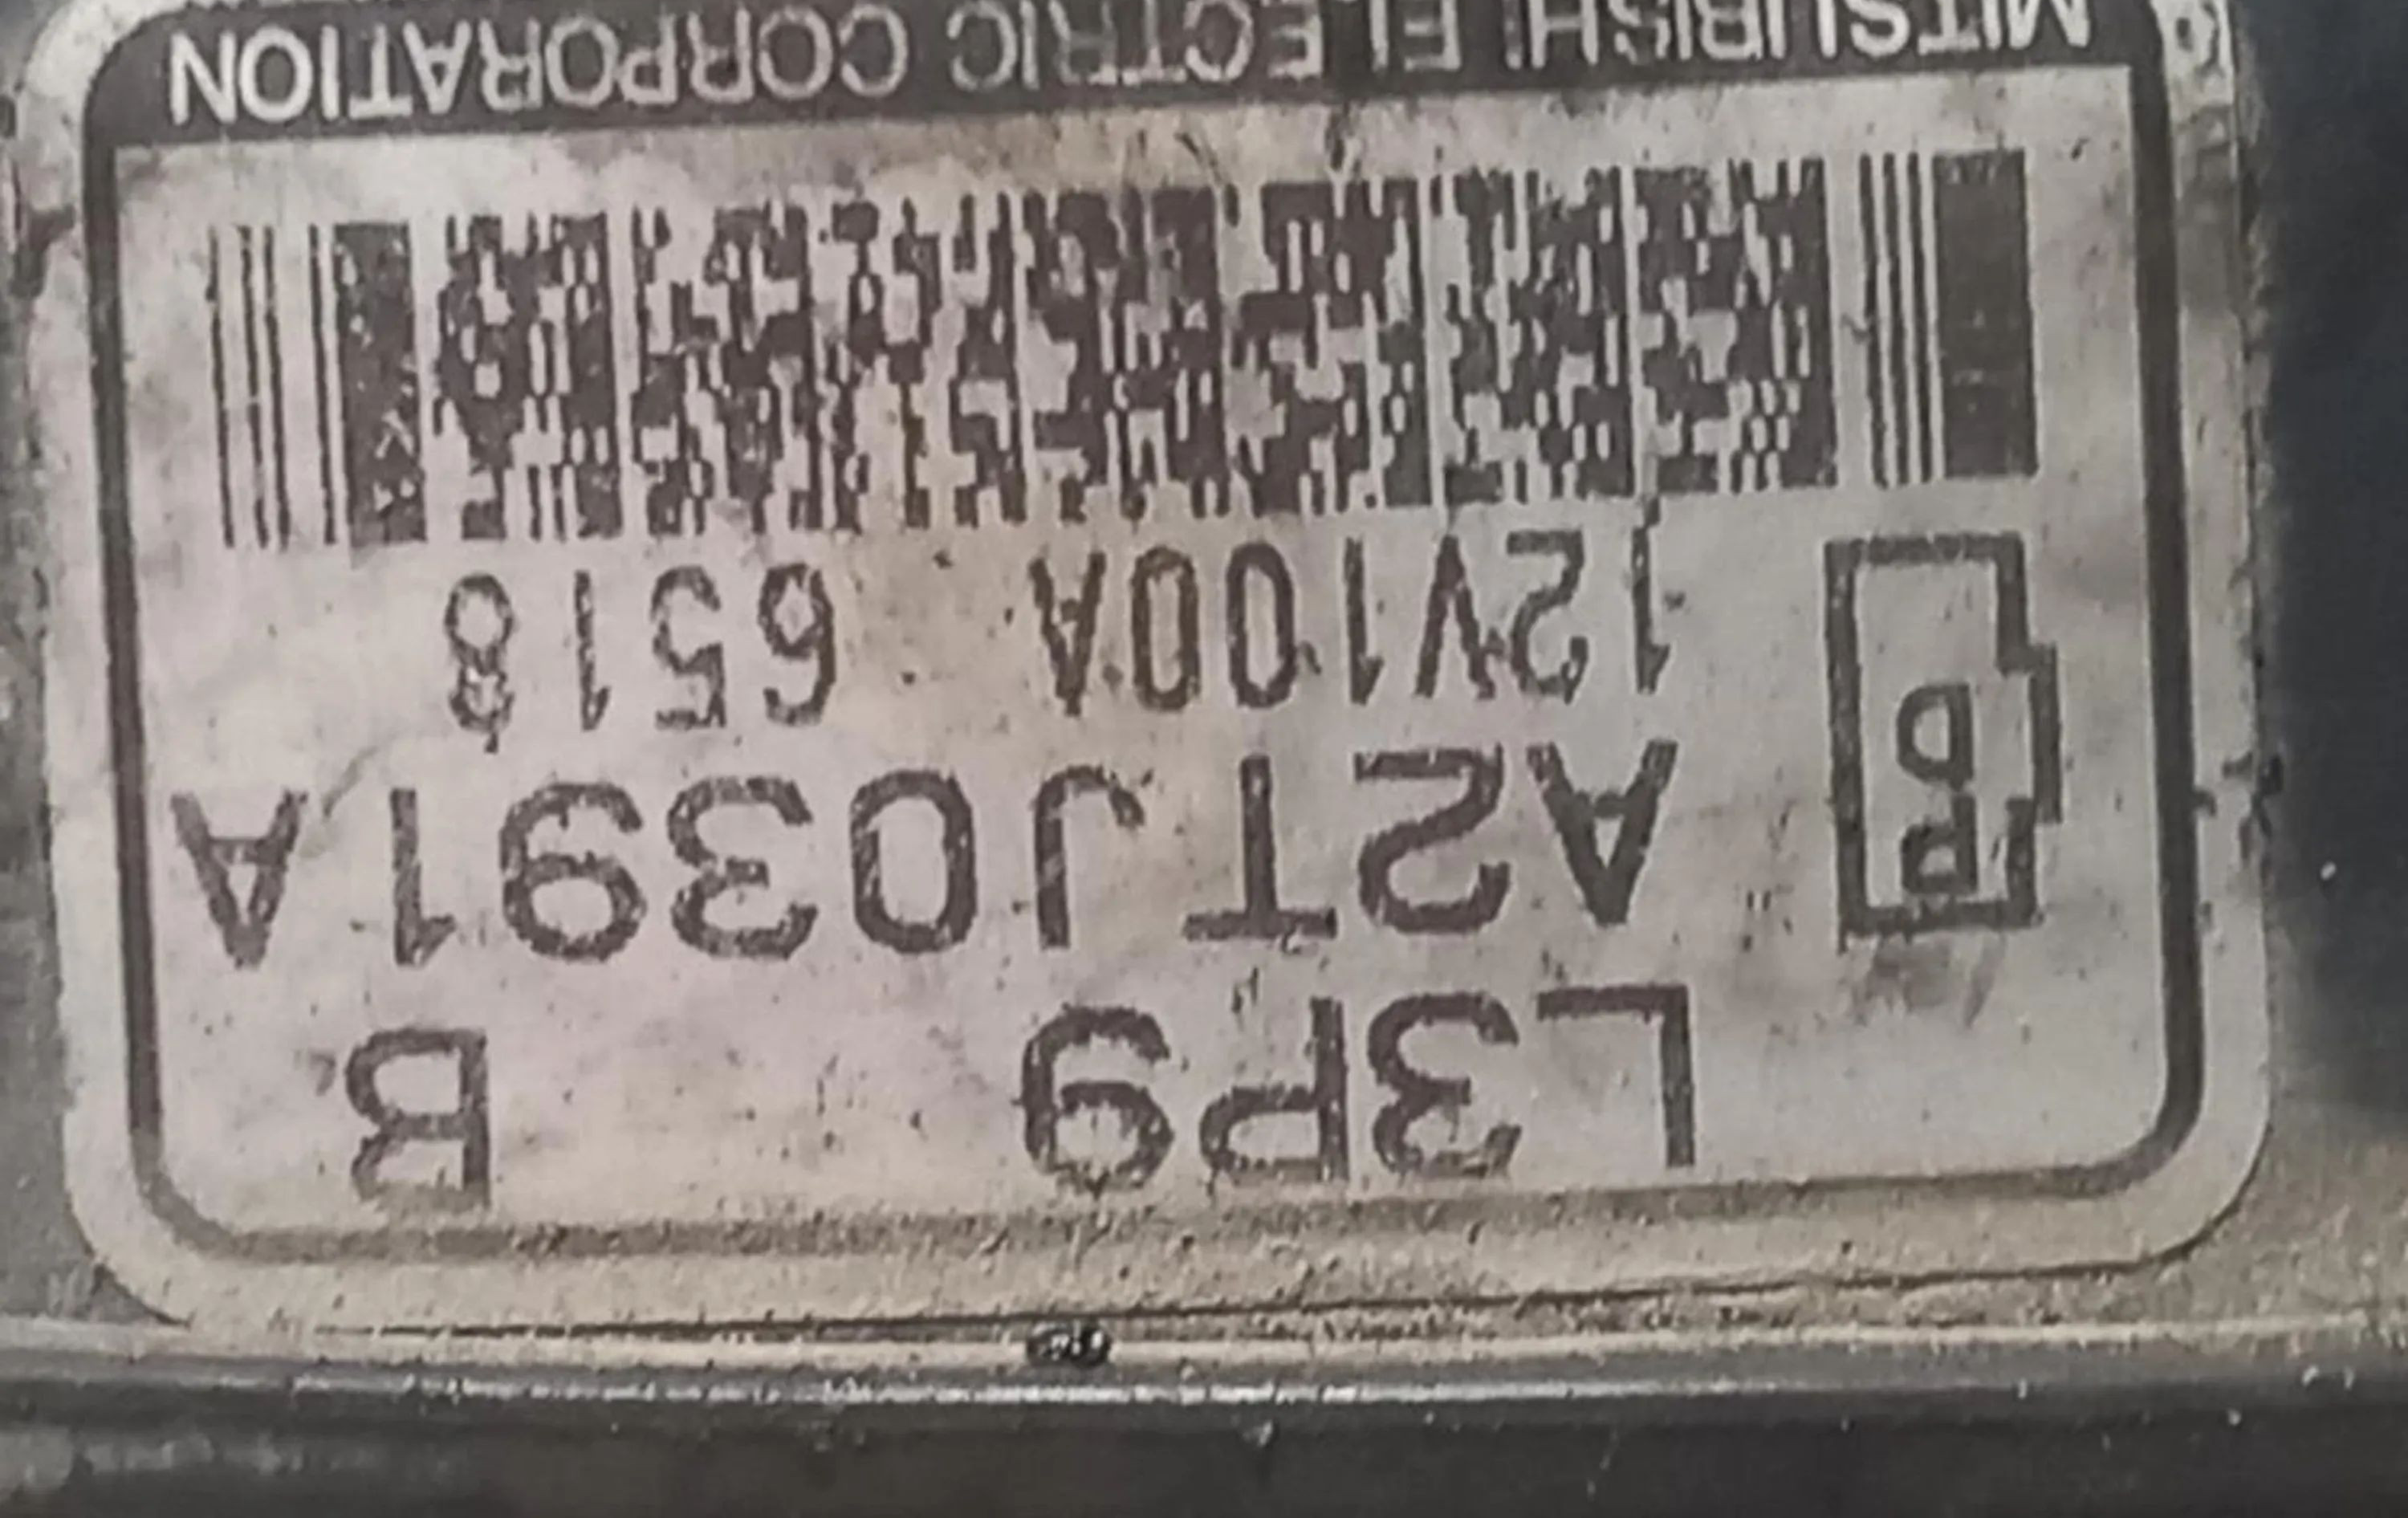 L3P9 B
A2TJ0391A
P
D
12V100A 6518
MITSUBISHI ELECTRIC CORPORATION